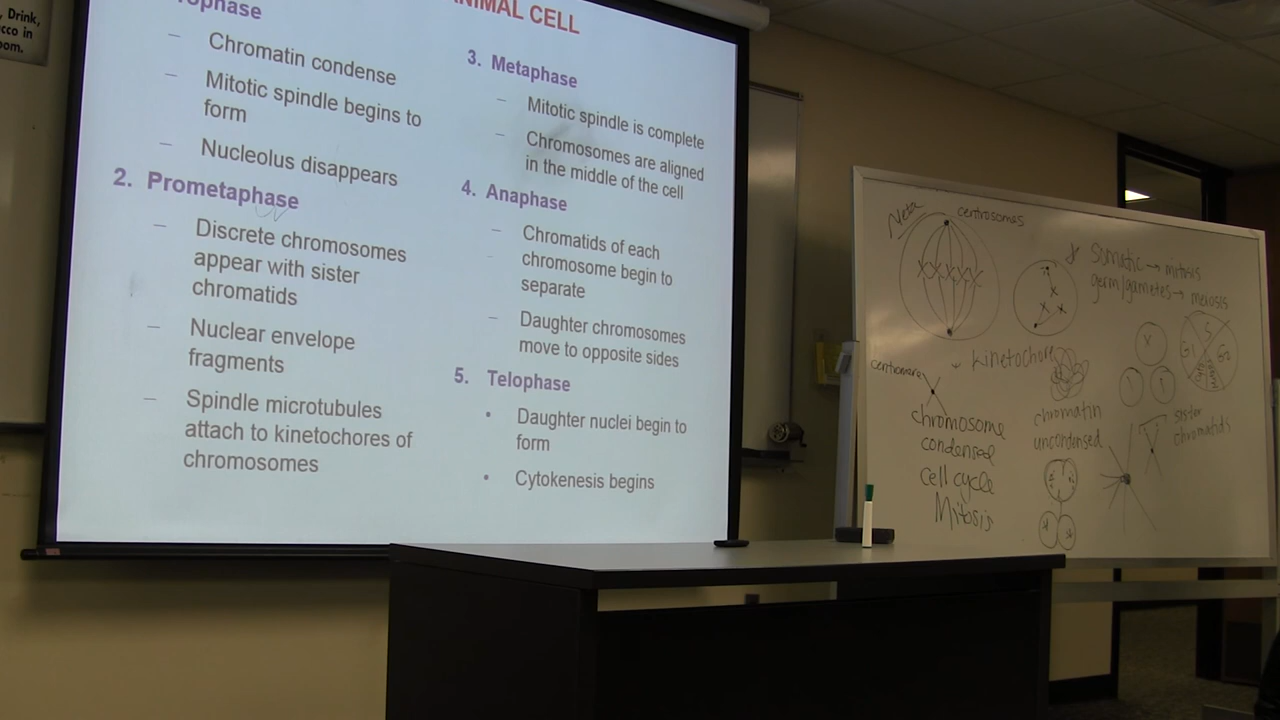 Drink,
cco in
oom.
rophase
– Chromatin condense
– Mitotic spindle begins to
form
– Nucleolus disappears
2. Prometaphase
– Discrete chromosomes
appear with sister
chromatids
– Nuclear envelope
fragments
– Spindle microtubules
attach to kinetochores of
chromosomes
NIMAL CELL
3. Metaphase
– Mitotic spindle is complete
– Chromosomes are aligned
in the middle of the cell
4. Anaphase
– Chromatids of each
chromosome begin to
separate
– Daughter chromosomes
move to opposite sides
5. Telophase
• Daughter nuclei begin to
form
• Cytokenesis begins
Meta
centrosomes
somatic → mitosis
germ/gametes → meiosis
kinetochore
centromere
chromosome
condensed
cell cycle
Mitosis
chromatin
uncondensed
G1
S
G2
sister
chromatids